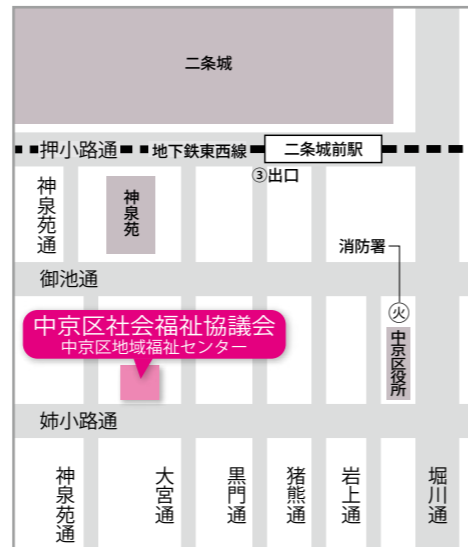 二条城
押小路通
地下鉄東西線
二条城前駅
③出口
神泉苑通
神泉苑
消防署
御池通
㊋
中京区社会福祉協議会
中京区地域福祉センター
中京区役所
姉小路通
神泉苑通
大宮通
黒門通
猪熊通
岩上通
堀川通